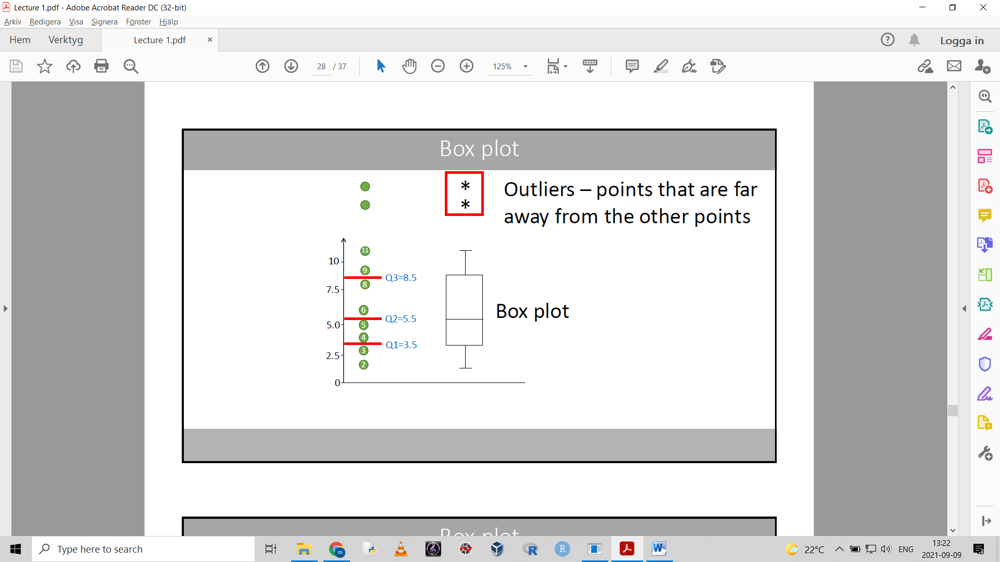 Lecture 1.pdf - Adobe Acrobat Reader DC (32-bit)
Arkiv Redigera Visa Signera Fönster Hjälp
Hem Verktyg Lecture 1.pdf × Logga in
28 / 37 125%
Box plot
* Outliers – points that are far
* away from the other points
11
10
9
Q3=8.5
8
7.5
6
Q2=5.5 Box plot
5.0 5
4
Q1=3.5
3
2.5
2
0
Box plot
Type here to search
22°C ENG 13:22
2021-09-09